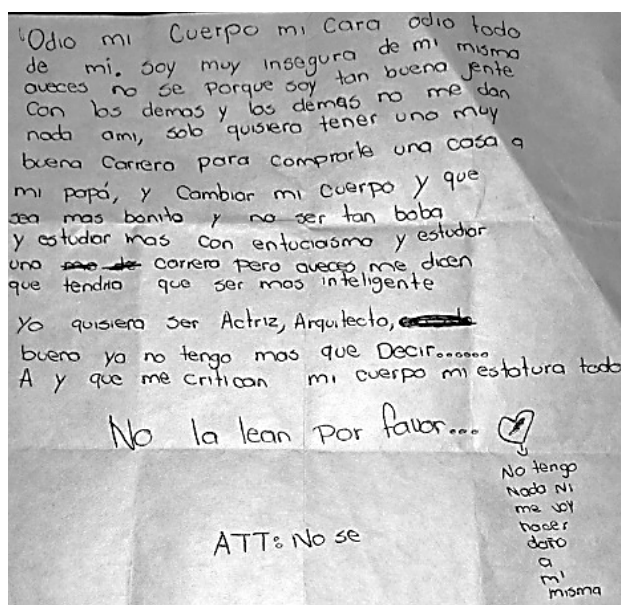 "Odio mi Cuerpo mi Cara odio todo
de mi. soy muy insegura de mi misma
aveces no se porque soy tan buena jente
Con los demas y los demas no me dan
nada ami, solo quisiera tener una muy
buena Carrera para comprarle una casa a
mi papá, y Cambiar mi cuerpo y que
sea mas bonito y no ser tan boba
y estudiar mas con entuciasmo y estudiar
una carrera pero aveces me dicen
que tendria que ser mas inteligente
Yo quisiera ser Actriz, Arquitecto,
bueno ya no tengo mas que Decir......
A y que me critican mi cuerpo mi estatura todo
No la lean Por favor...
No tengo
Nada Ni
me voy
hacer
daño
a
mi
misma
ATT: No se